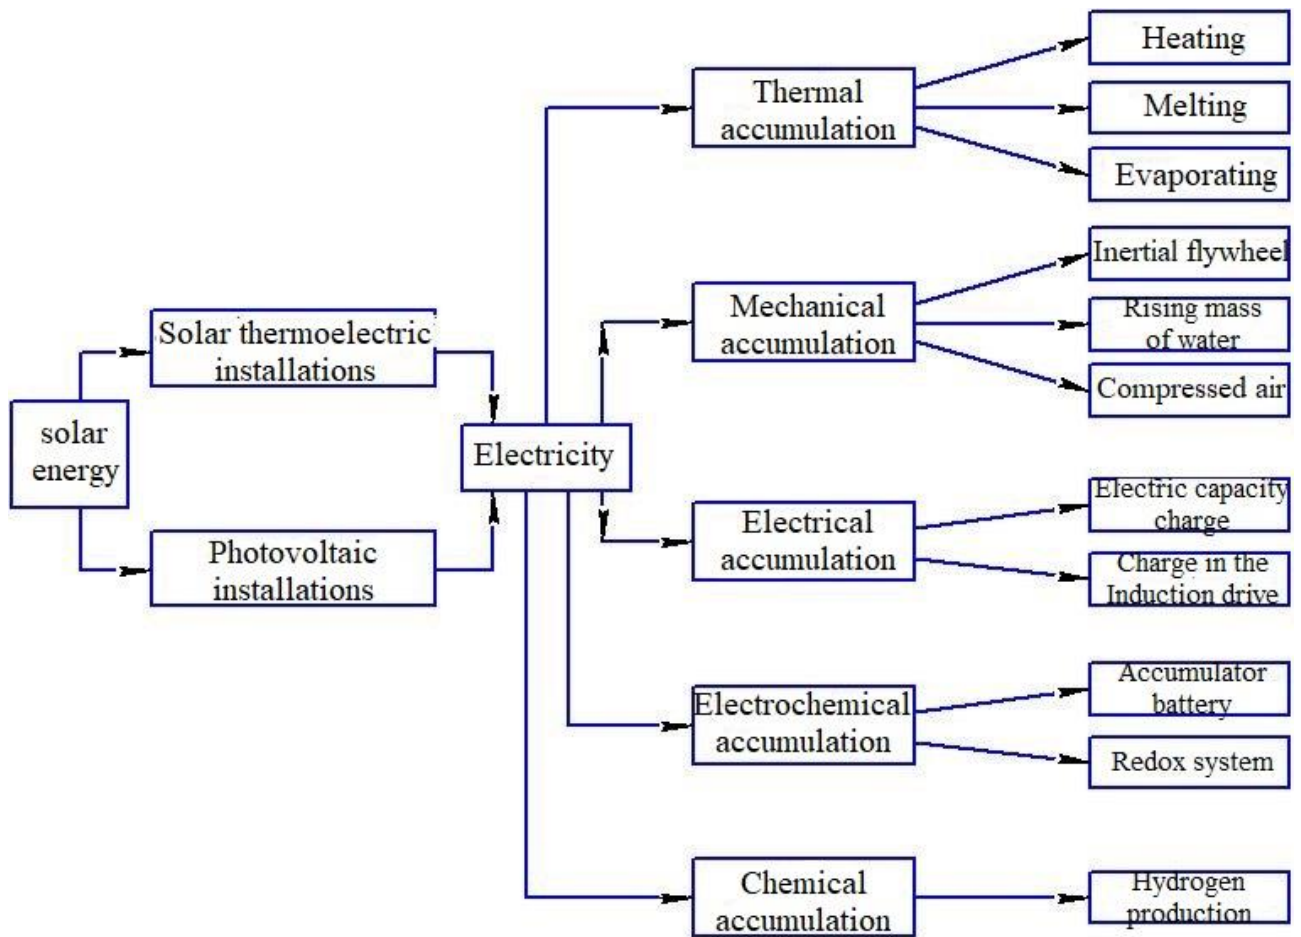 solar
energy
Solar thermoelectric
installations
Photovoltaic
installations
Electricity
Thermal
accumulation
Heating
Melting
Evaporating
Mechanical
accumulation
Inertial flywheel
Rising mass
of water
Compressed air
Electrical
accumulation
Electric capacity
charge
Charge in the
Induction drive
Electrochemical
accumulation
Accumulator
battery
Redox system
Chemical
accumulation
Hydrogen
production